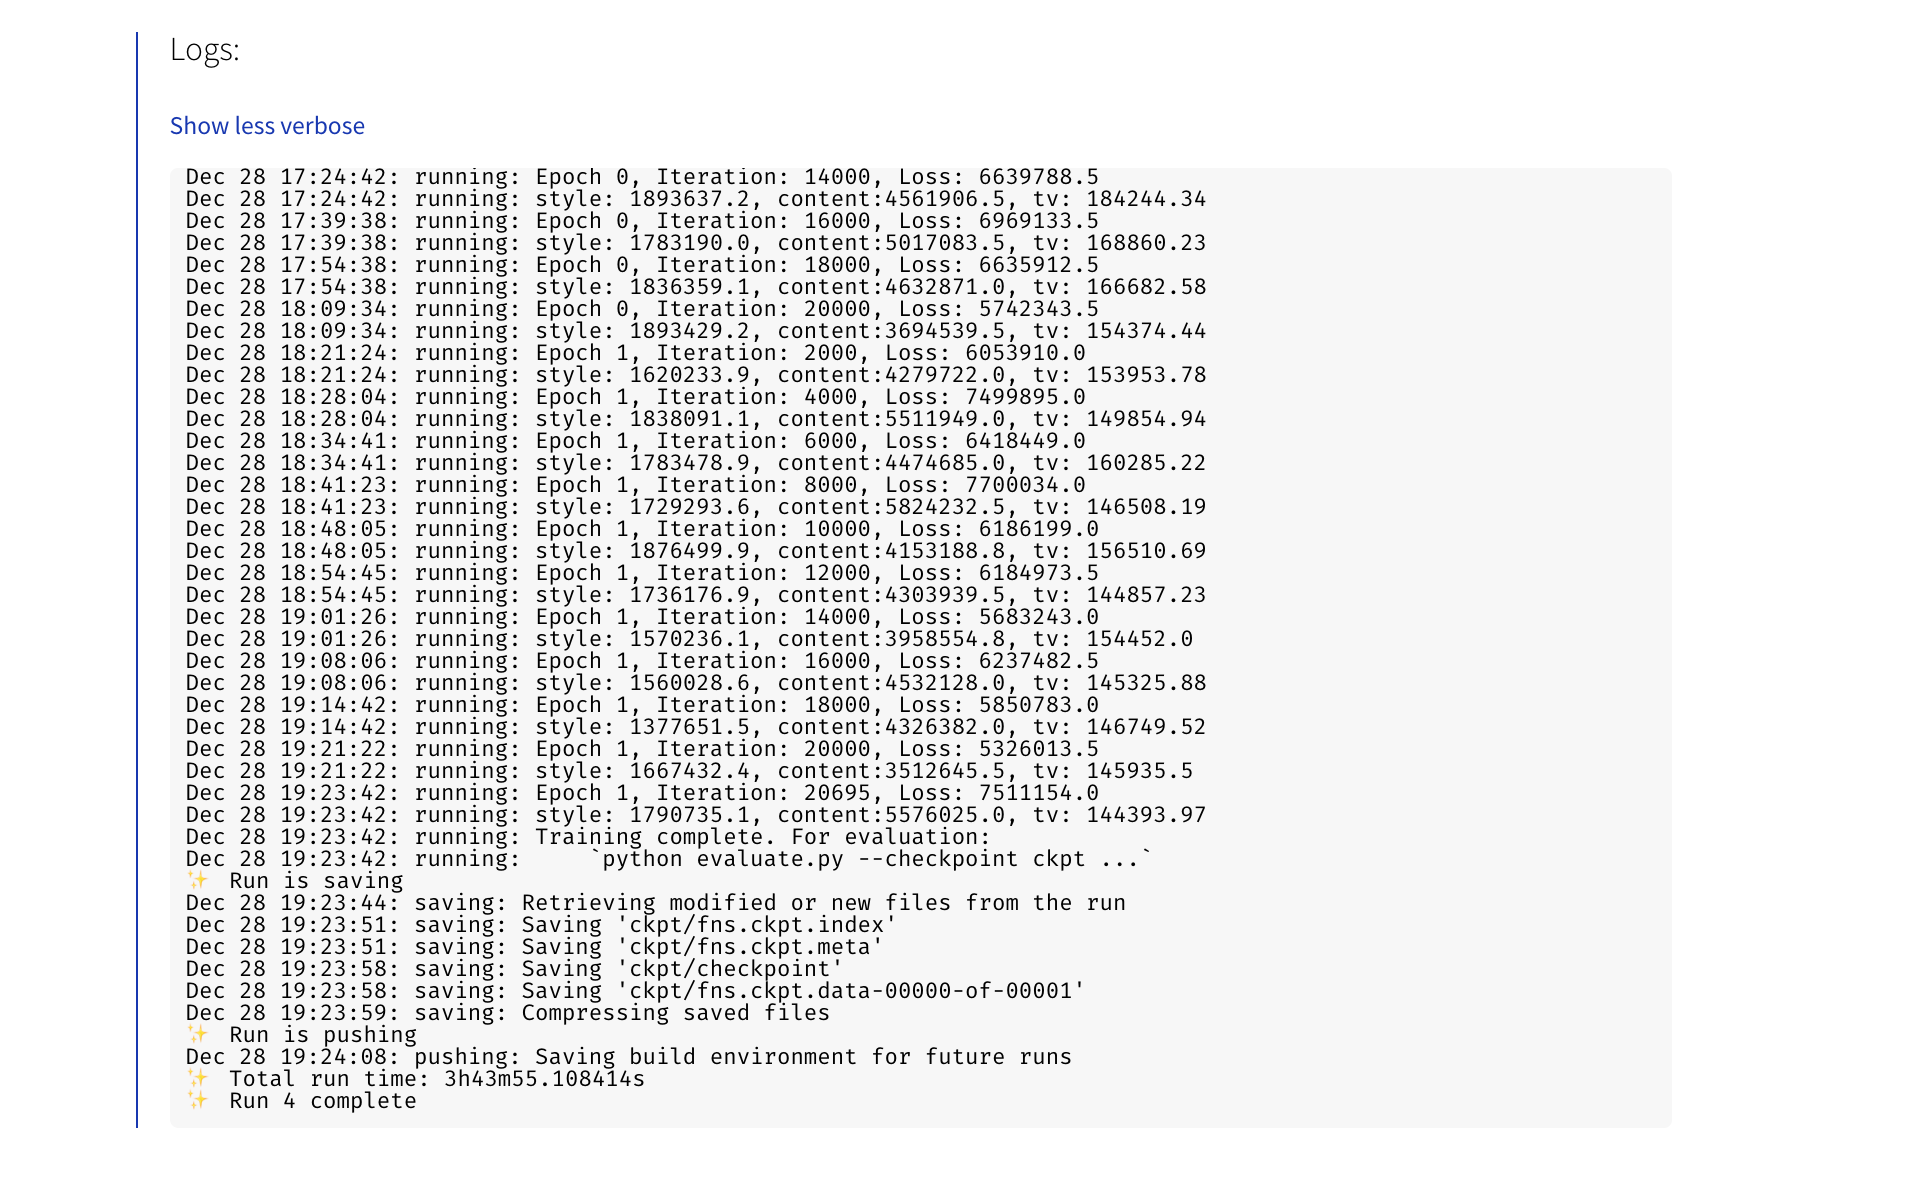 Logs:
Show less verbose
Dec 28 17:24:42: running: Epoch 0, Iteration: 14000, Loss: 6639788.5
Dec 28 17:24:42: running: style: 1893637.2, content:4561906.5, tv: 184244.34
Dec 28 17:39:38: running: Epoch 0, Iteration: 16000, Loss: 6969133.5
Dec 28 17:39:38: running: style: 1783190.0, content:5017083.5, tv: 168860.23
Dec 28 17:54:38: running: Epoch 0, Iteration: 18000, Loss: 6635912.5
Dec 28 17:54:38: running: style: 1836359.1, content:4632871.0, tv: 166682.58
Dec 28 18:09:34: running: Epoch 0, Iteration: 20000, Loss: 5742343.5
Dec 28 18:09:34: running: style: 1893429.2, content:3694539.5, tv: 154374.44
Dec 28 18:21:24: running: Epoch 1, Iteration: 2000, Loss: 6053910.0
Dec 28 18:21:24: running: style: 1620233.9, content:4279722.0, tv: 153953.78
Dec 28 18:28:04: running: Epoch 1, Iteration: 4000, Loss: 7499895.0
Dec 28 18:28:04: running: style: 1838091.1, content:5511949.0, tv: 149854.94
Dec 28 18:34:41: running: Epoch 1, Iteration: 6000, Loss: 6418449.0
Dec 28 18:34:41: running: style: 1783478.9, content:4474685.0, tv: 160285.22
Dec 28 18:41:23: running: Epoch 1, Iteration: 8000, Loss: 7700034.0
Dec 28 18:41:23: running: style: 1729293.6, content:5824232.5, tv: 146508.19
Dec 28 18:48:05: running: Epoch 1, Iteration: 10000, Loss: 6186199.0
Dec 28 18:48:05: running: style: 1876499.9, content:4153188.8, tv: 156510.69
Dec 28 18:54:45: running: Epoch 1, Iteration: 12000, Loss: 6184973.5
Dec 28 18:54:45: running: style: 1736176.9, content:4303939.5, tv: 144857.23
Dec 28 19:01:26: running: Epoch 1, Iteration: 14000, Loss: 5683243.0
Dec 28 19:01:26: running: style: 1570236.1, content:3958554.8, tv: 154452.0
Dec 28 19:08:06: running: Epoch 1, Iteration: 16000, Loss: 6237482.5
Dec 28 19:08:06: running: style: 1560028.6, content:4532128.0, tv: 145325.88
Dec 28 19:14:42: running: Epoch 1, Iteration: 18000, Loss: 5850783.0
Dec 28 19:14:42: running: style: 1377651.5, content:4326382.0, tv: 146749.52
Dec 28 19:21:22: running: Epoch 1, Iteration: 20000, Loss: 5326013.5
Dec 28 19:21:22: running: style: 1667432.4, content:3512645.5, tv: 145935.5
Dec 28 19:23:42: running: Epoch 1, Iteration: 20695, Loss: 7511154.0
Dec 28 19:23:42: running: style: 1790735.1, content:5576025.0, tv: 144393.97
Dec 28 19:23:42: running: Training complete. For evaluation:
Dec 28 19:23:42: running:     `python evaluate.py --checkpoint ckpt ...`
✨ Run is saving
Dec 28 19:23:44: saving: Retrieving modified or new files from the run
Dec 28 19:23:51: saving: Saving 'ckpt/fns.ckpt.index'
Dec 28 19:23:51: saving: Saving 'ckpt/fns.ckpt.meta'
Dec 28 19:23:58: saving: Saving 'ckpt/checkpoint'
Dec 28 19:23:58: saving: Saving 'ckpt/fns.ckpt.data-00000-of-00001'
Dec 28 19:23:59: saving: Compressing saved files
✨ Run is pushing
Dec 28 19:24:08: pushing: Saving build environment for future runs
✨ Total run time: 3h43m55.108414s
✨ Run 4 complete